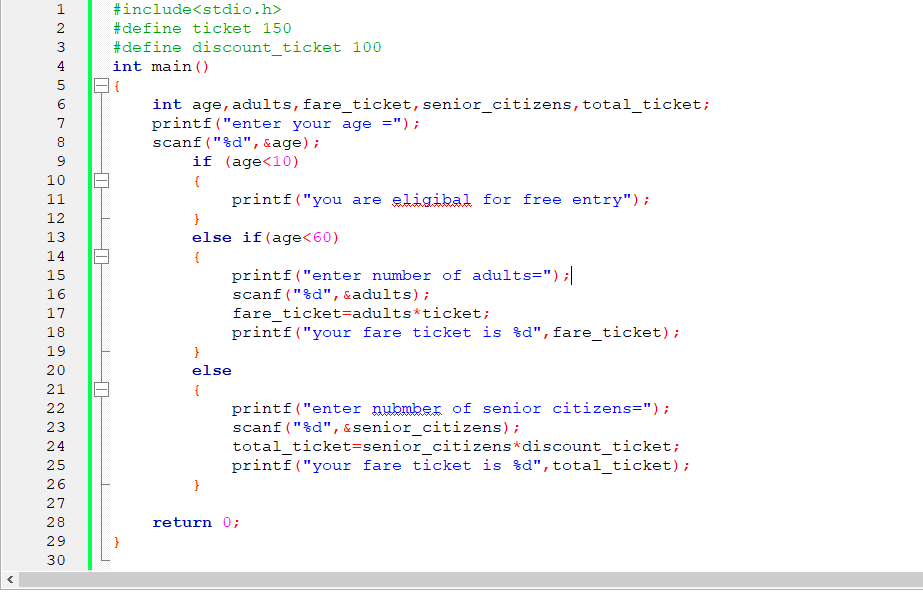 1 #include<stdio.h>
2 #define ticket 150
3 #define discount_ticket 100
4 int main()
5 {
6 int age,adults,fare_ticket,senior_citizens,total_ticket;
7 printf("enter your age =");
8 scanf("%d",&age);
9 if (age<10)
10 {
11 printf("you are eligibal for free entry");
12 }
13 else if(age<60)
14 {
15 printf("enter number of adults=");
16 scanf("%d",&adults);
17 fare_ticket=adults*ticket;
18 printf("your fare ticket is %d",fare_ticket);
19 }
20 else
21 {
22 printf("enter nubmber of senior citizens=");
23 scanf("%d",&senior_citizens);
24 total_ticket=senior_citizens*discount_ticket;
25 printf("your fare ticket is %d",total_ticket);
26 }
27
28 return 0;
29 }
30